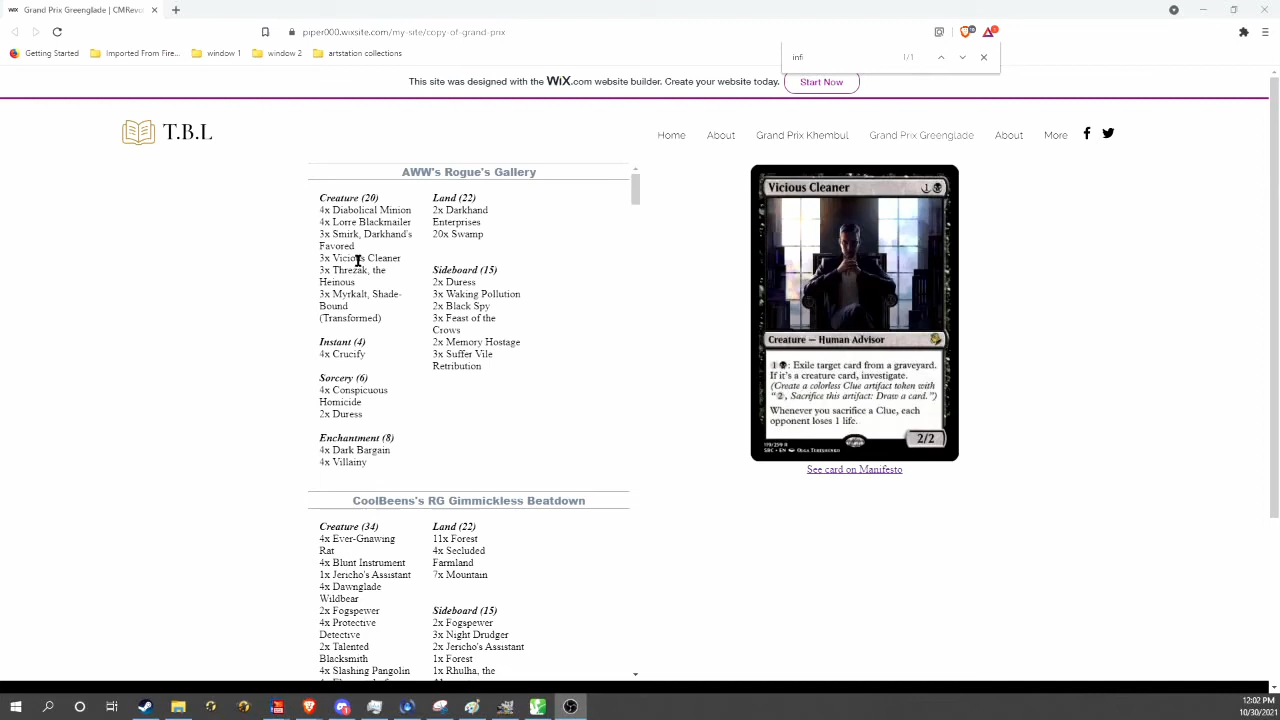 Grand Prix Greenglade | CMRevo
piper000.wixsite.com/my-site/copy-of-grand-prix
Getting Started
Imported From Fire...
window 1
window 2
artstation collections
infi
1/1
This site was designed with the WiX.com website builder. Create your website today.
Start Now
T.B.L
Home
About
Grand Prix Khembul
Grand Prix Greenglade
About
More
AWW's Rogue's Gallery
Creature (20)
4x Diabolical Minion
4x Lorre Blackmailer
3x Smirk, Darkhand's
Favored
3x Vicious Cleaner
3x Threzak, the
Heinous
3x Myrkalt, Shade-
Bound
(Transformed)
Instant (4)
4x Crucify
Sorcery (6)
4x Conspicuous
Homicide
2x Duress
Enchantment (8)
4x Dark Bargain
4x Villainy
Land (22)
2x Darkhand
Enterprises
20x Swamp
Sideboard (15)
2x Duress
3x Waking Pollution
2x Black Spy
3x Feast of the
Crows
2x Memory Hostage
3x Suffer Vile
Retribution
CoolBeens's RG Gimmickless Beatdown
Creature (34)
4x Ever-Gnawing
Rat
4x Blunt Instrument
1x Jericho's Assistant
4x Dawnglade
Wildbear
2x Fogspewer
4x Protective
Detective
2x Talented
Blacksmith
4x Slashing Pangolin
Land (22)
11x Forest
4x Secluded
Farmland
7x Mountain
Sideboard (15)
2x Fogspewer
3x Night Drudger
2x Jericho's Assistant
1x Forest
1x Rhulha, the
Vicious Cleaner
1
Creature — Human Advisor
1 : Exile target card from a graveyard.
If it's a creature card, investigate.
(Create a colorless Clue artifact token with
"2, Sacrifice this artifact: Draw a card.")
Whenever you sacrifice a Clue, each
opponent loses 1 life.
2/2
See card on Manifesto
12:02 PM
10/30/2021